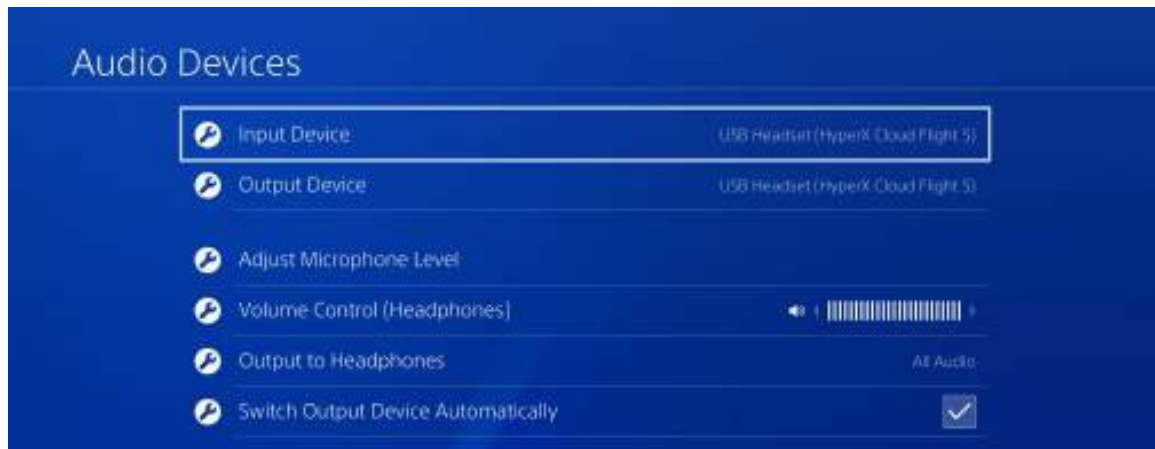 Audio Devices
Input Device USB Headset (HyperX Cloud Flight S)
Output Device USB Headset (HyperX Cloud Flight S)
Adjust Microphone Level
Volume Control (Headphones)
Output to Headphones All Audio
Switch Output Device Automatically